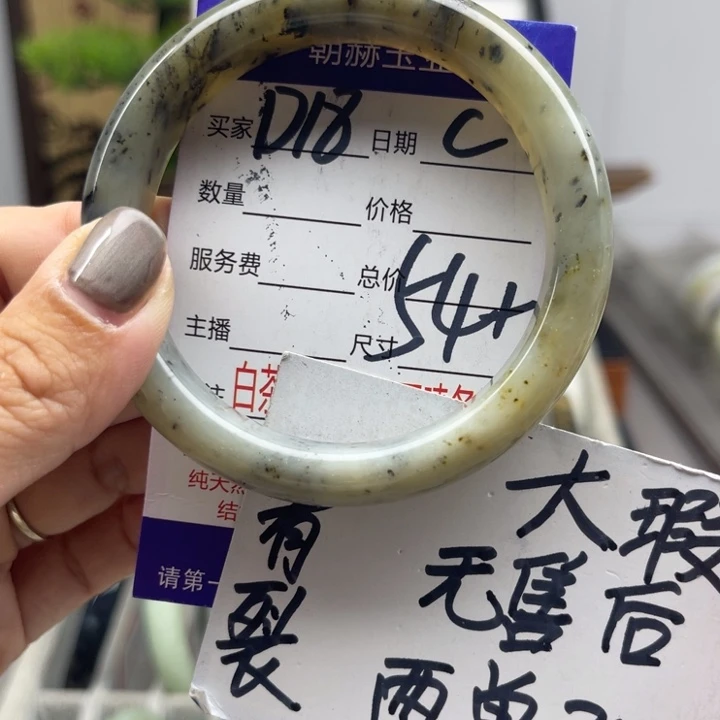 朝赫玉业
买家 D18 日期 C
数量 价格
服务费 总价
主播 尺寸 54+
白茶
纯天然
结
请第一
大瑕
有裂
无售后
两